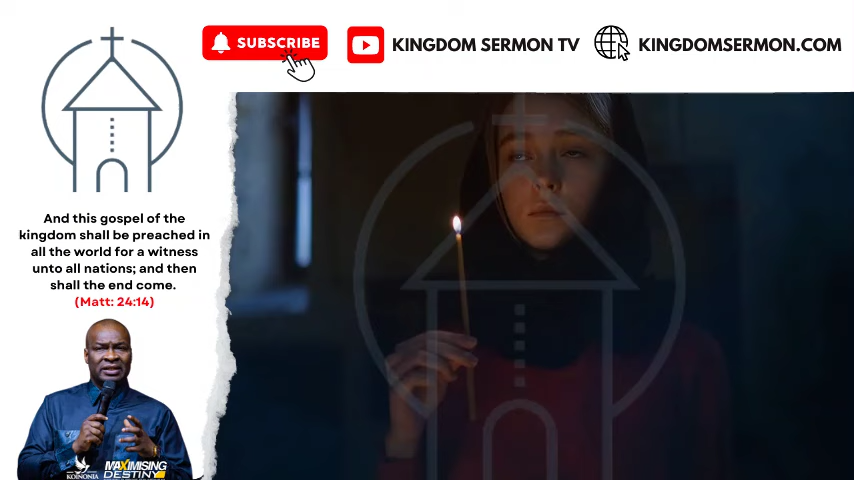 SUBSCRIBE
KINGDOM SERMON TV
KINGDOMSERMON.COM
And this gospel of the
kingdom shall be preached in
all the world for a witness
unto all nations; and then
shall the end come.
(Matt: 24:14)
KOINONIA
MAXIMISING
DESTINY